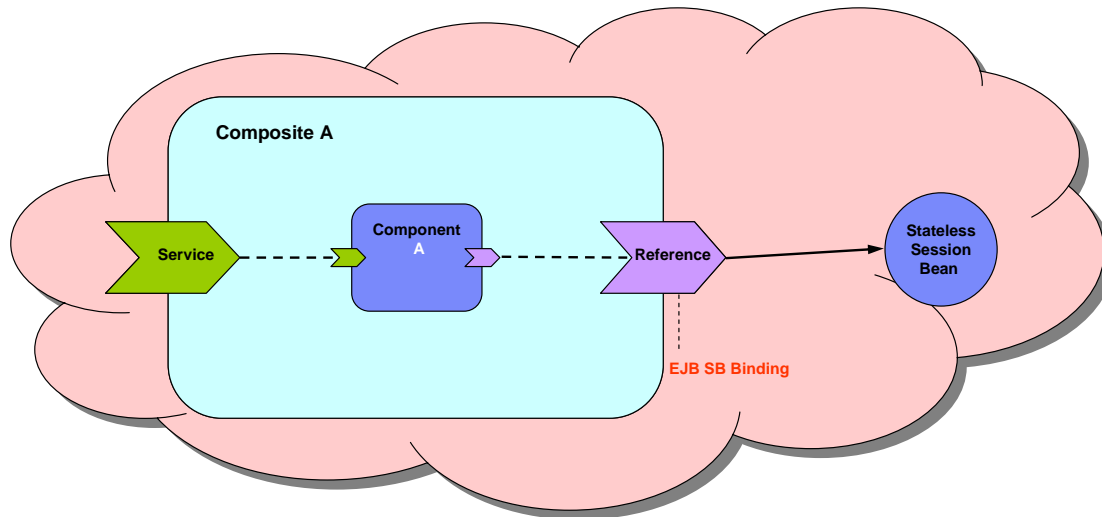 Composite A
Service
Component
A
Reference
Stateless
Session
Bean
EJB SB Binding